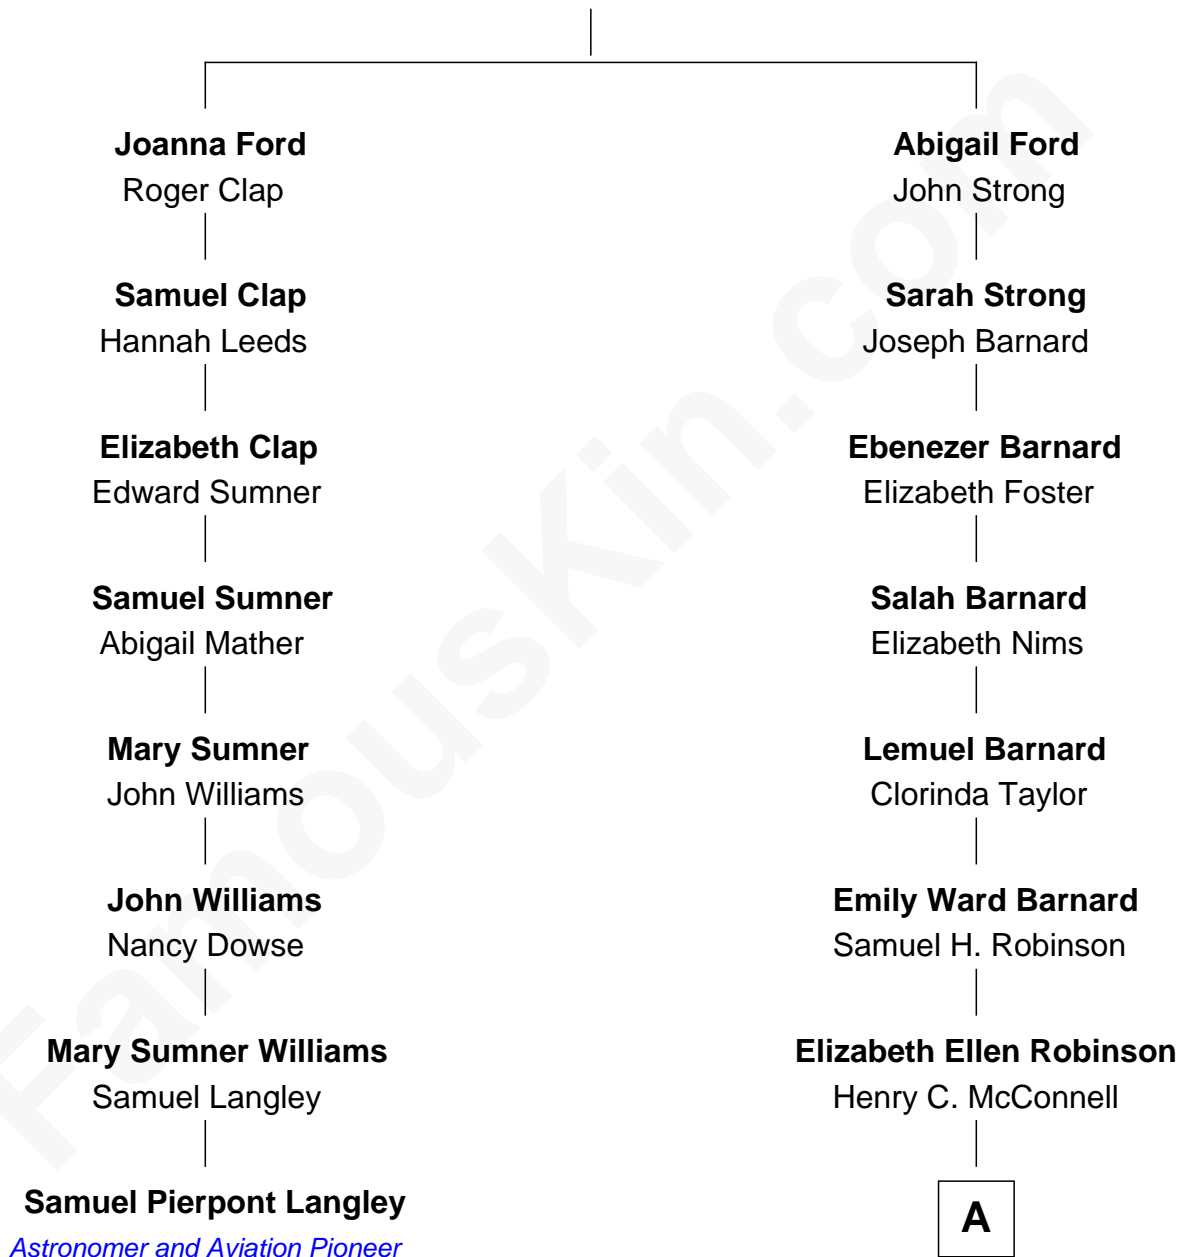 Joanna Ford
Roger Clap
Abigail Ford
John Strong
Samuel Clap
Hannah Leeds
Sarah Strong
Joseph Barnard
Elizabeth Clap
Edward Sumner
Ebenezer Barnard
Elizabeth Foster
Samuel Sumner
Abigail Mather
Salah Barnard
Elizabeth Nims
Mary Sumner
John Williams
Lemuel Barnard
Clorinda Taylor
John Williams
Nancy Dowse
Emily Ward Barnard
Samuel H. Robinson
Mary Sumner Williams
Samuel Langley
Elizabeth Ellen Robinson
Henry C. McConnell
Samuel Pierpont Langley
Astronomer and Aviation Pioneer
A
FamousKin.com